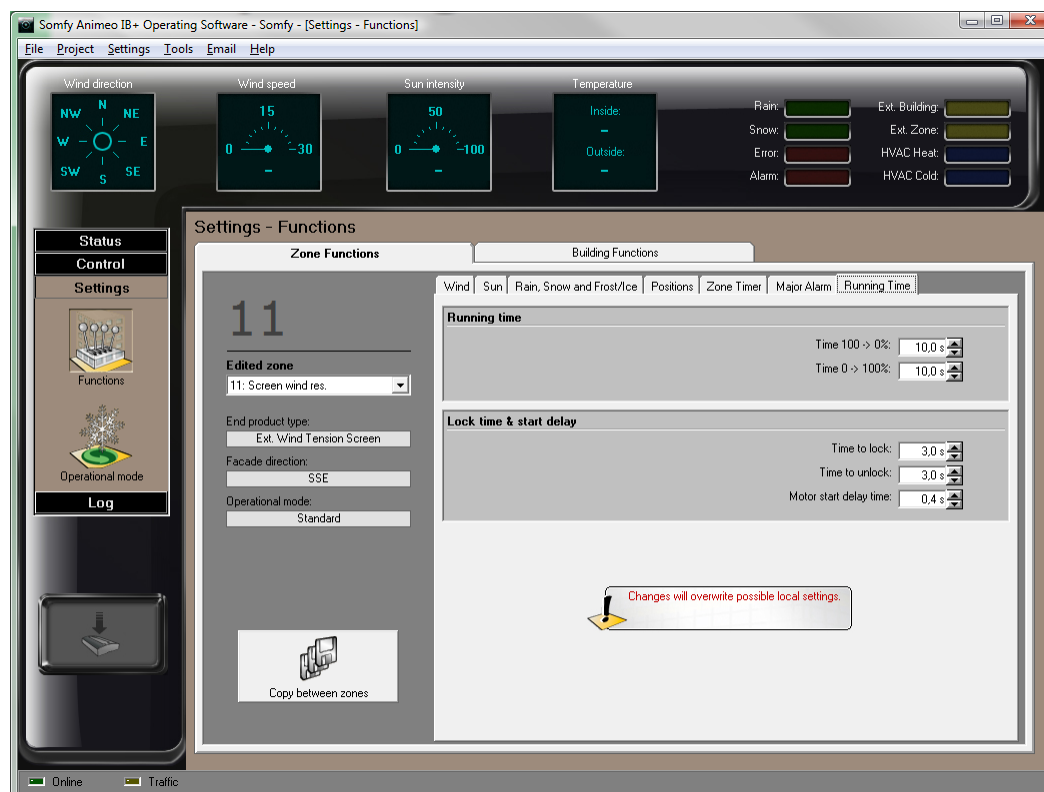 Somfy Animeo IB+ Operating Software - Somfy - [Settings - Functions]
File Project Settings Tools Email Help
Wind direction
N
NW NE
W E
SW SE
S
Wind speed
15
0 30
-
Sun intensity
50
0 100
-
Temperature
Inside:
-
Outside:
-
Rain:
Snow:
Error:
Alarm:
Ext. Building:
Ext. Zone:
HVAC Heat:
HVAC Cold:
Status
Control
Settings
Functions
Operational mode
Log
Settings - Functions
Zone Functions Building Functions
11
Edited zone
11: Screen wind res.
End product type:
Ext. Wind Tension Screen
Facade direction:
SSE
Operational mode:
Standard
Copy between zones
Wind Sun Rain, Snow and Frost/Ice Positions Zone Timer Major Alarm Running Time
Running time
Time 100 -> 0%: 10,0 s
Time 0 -> 100%: 10,0 s
Lock time & start delay
Time to lock: 3,0 s
Time to unlock: 3,0 s
Motor start delay time: 0,4 s
Changes will overwrite possible local settings.
Online Traffic